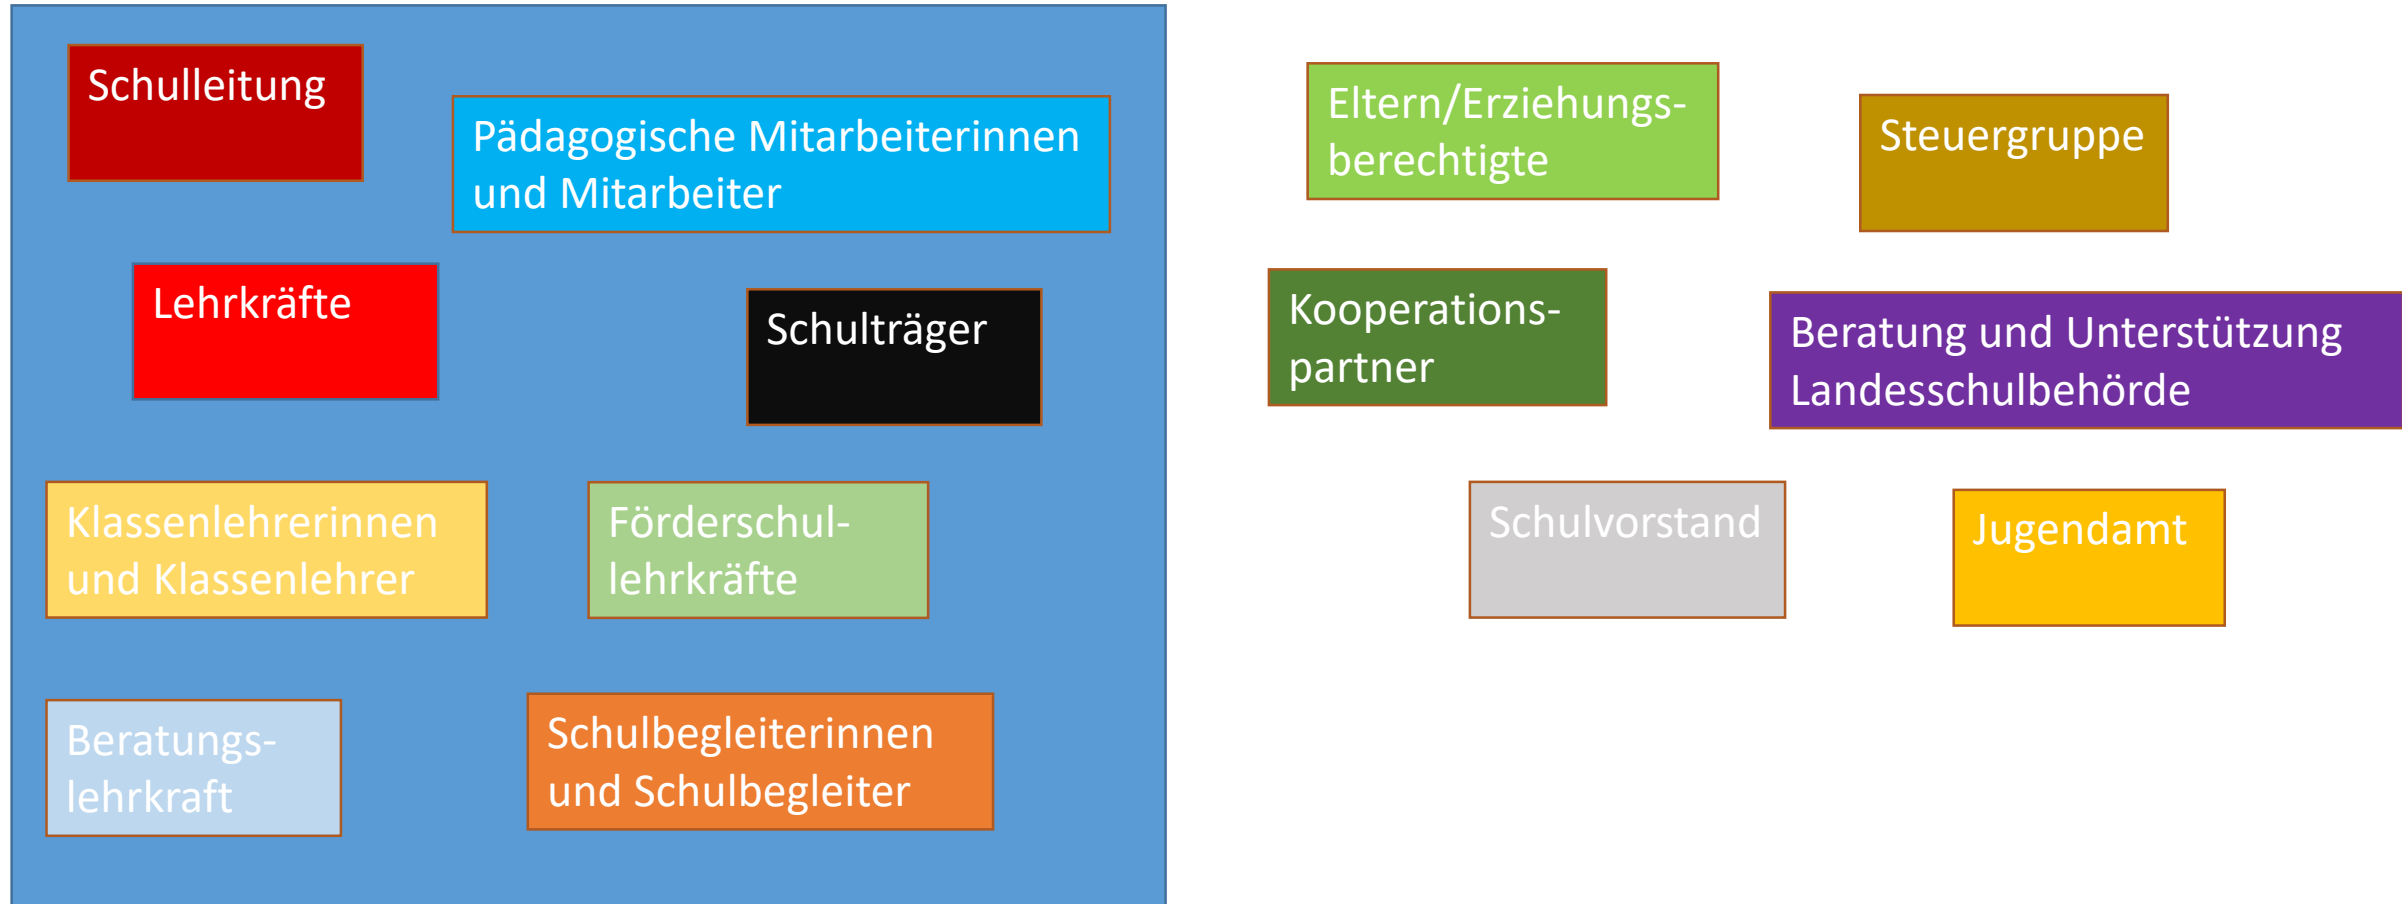 Schulleitung
Pädagogische Mitarbeiterinnen
und Mitarbeiter
Lehrkräfte
Schulträger
Klassenlehrerinnen
und Klassenlehrer
Förderschul-
lehrkräfte
Beratungs-
lehrkraft
Schulbegleiterinnen
und Schulbegleiter
Eltern/Erziehungs-
berechtigte
Steuergruppe
Kooperations-
partner
Beratung und Unterstützung
Landesschulbehörde
Schulvorstand
Jugendamt